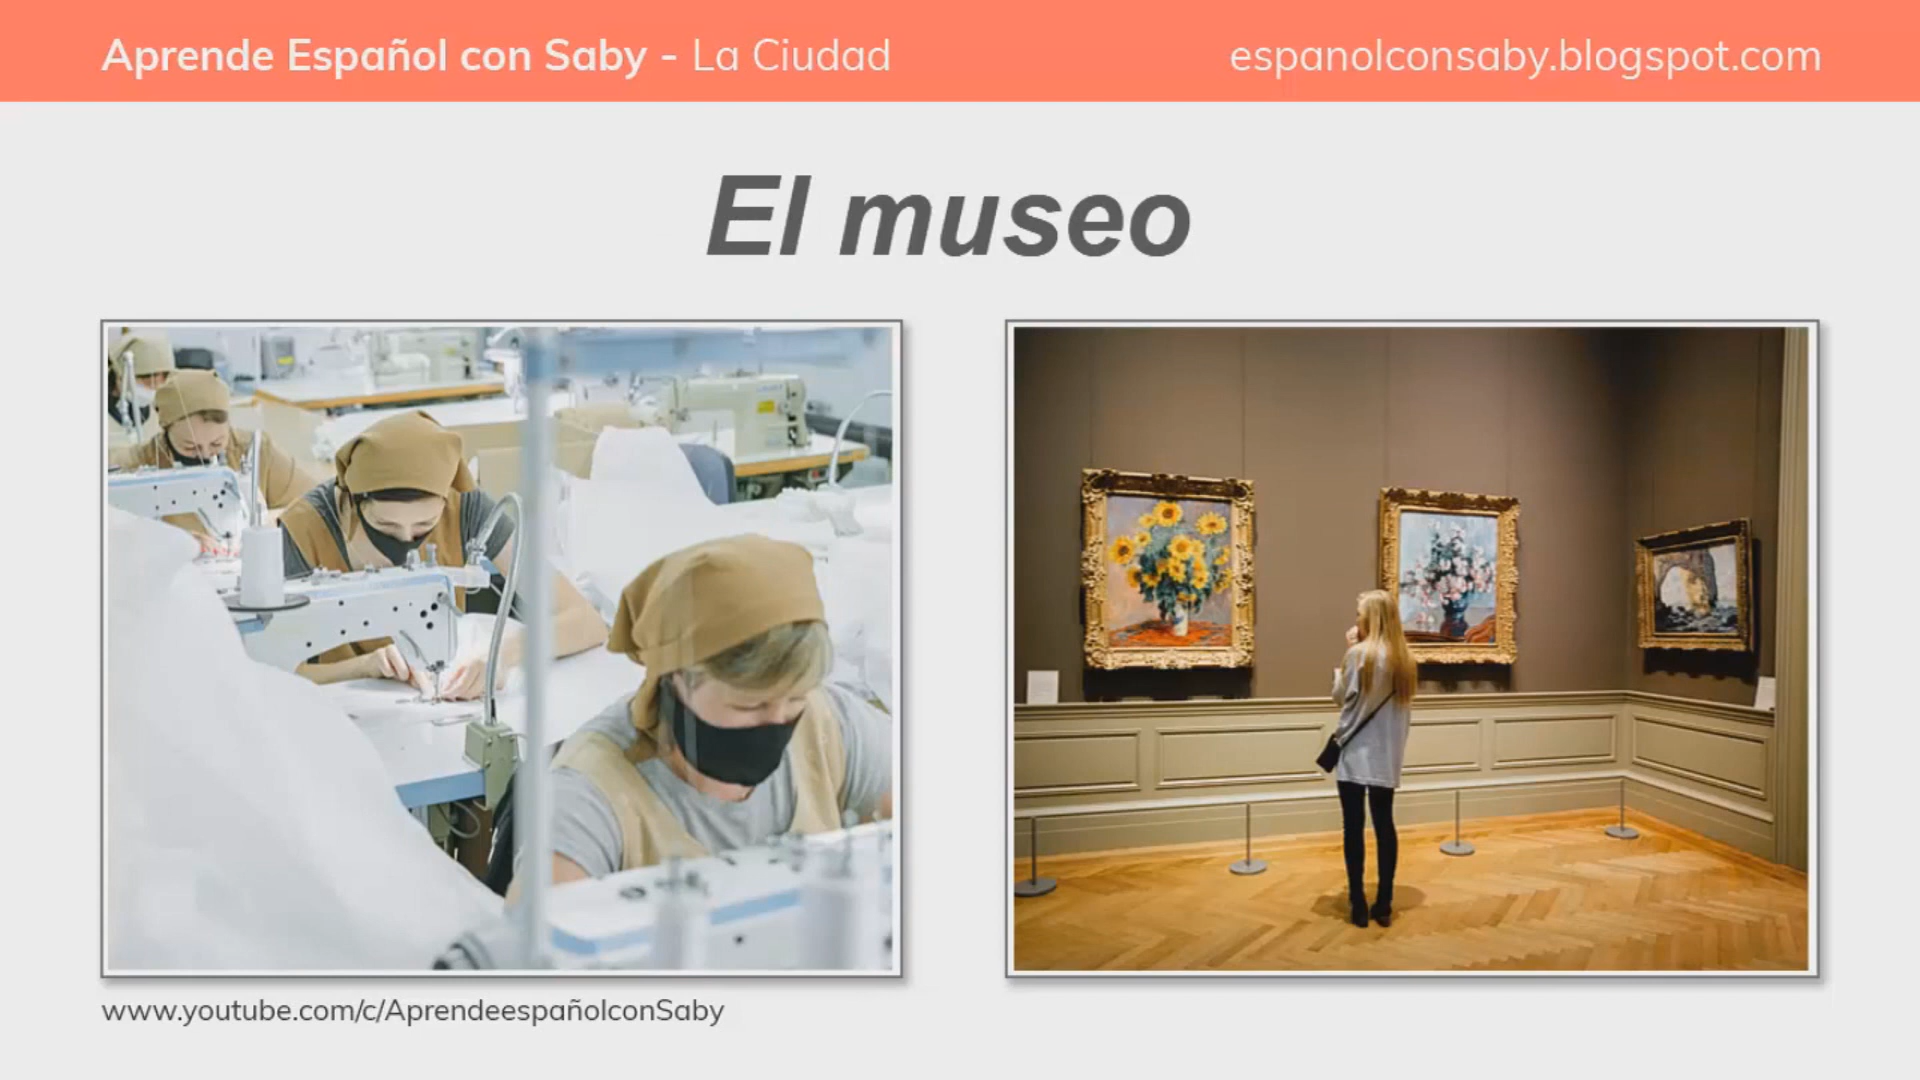 Aprende Español con Saby - La Ciudad
espanolconsaby.blogspot.com
El museo
www.youtube.com/c/AprendeespañolconSaby